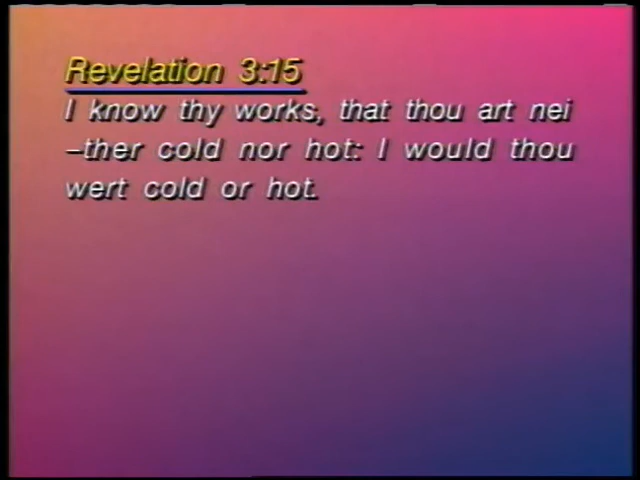 Revelation 3:15
I know thy works, that thou art nei
-ther cold nor hot: I would thou
wert cold or hot.